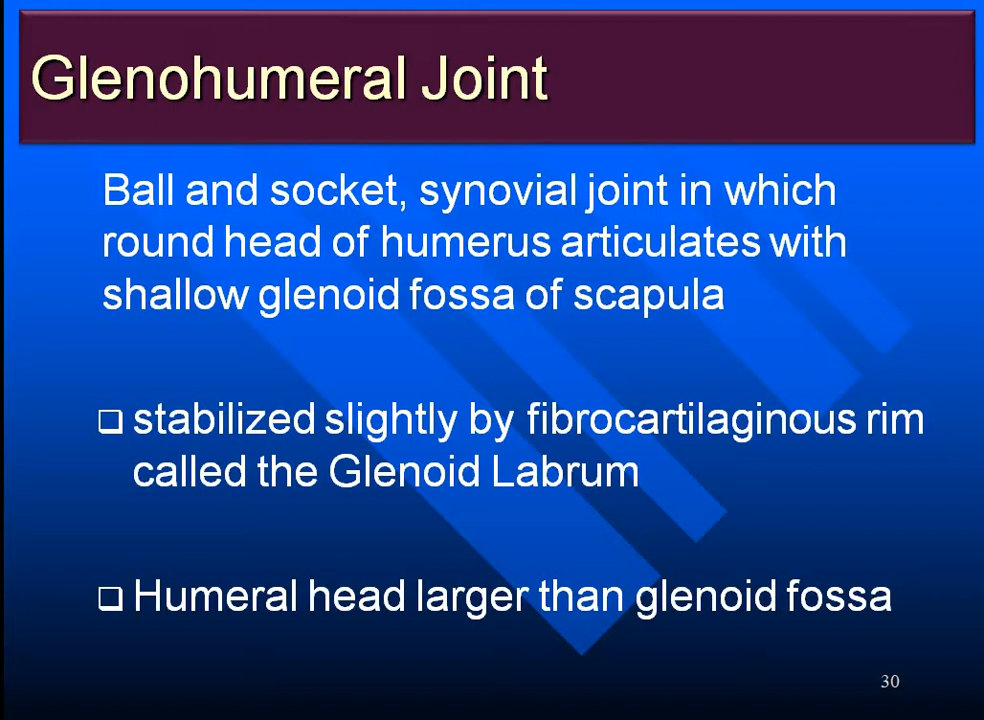 Glenohumeral Joint
Ball and socket, synovial joint in which
round head of humerus articulates with
shallow glenoid fossa of scapula
stabilized slightly by fibrocartilaginous rim
called the Glenoid Labrum
Humeral head larger than glenoid fossa
30